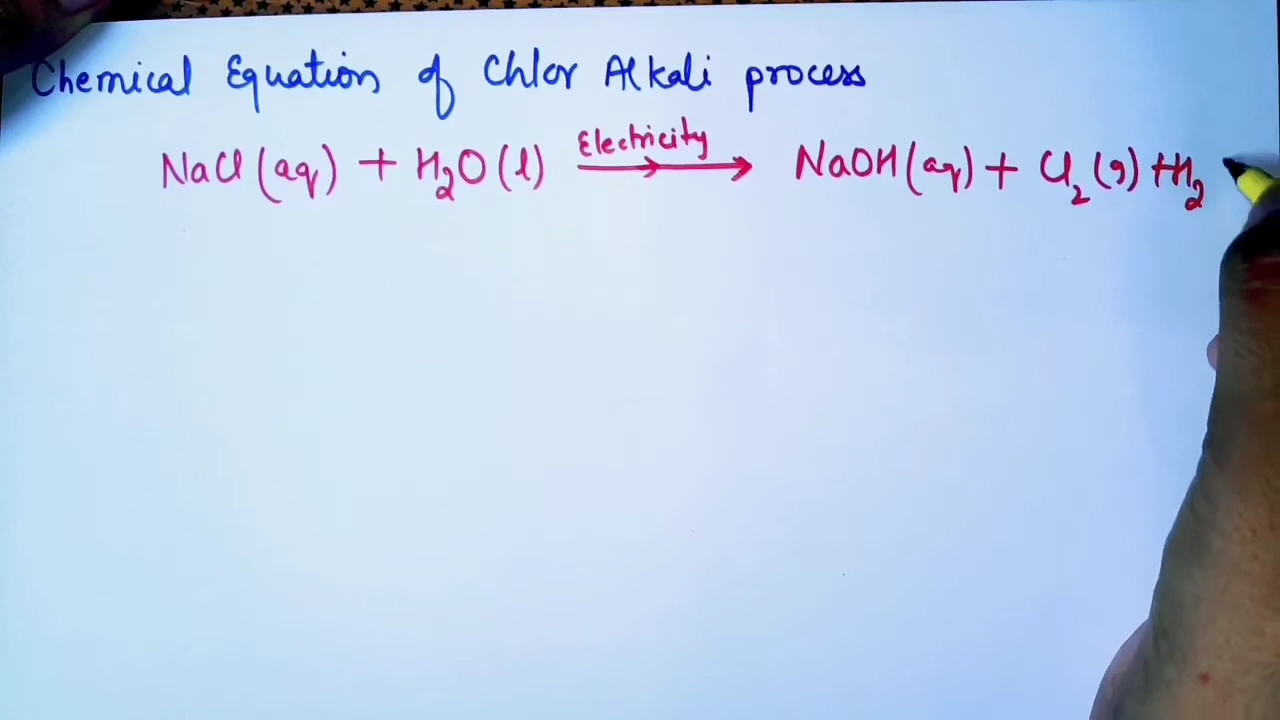 Chemical Equation of Chlor Alkali process
Electricity
NaCl (aq) + H₂O (l) → NaOH (aq) + Cl₂ (g) + H₂